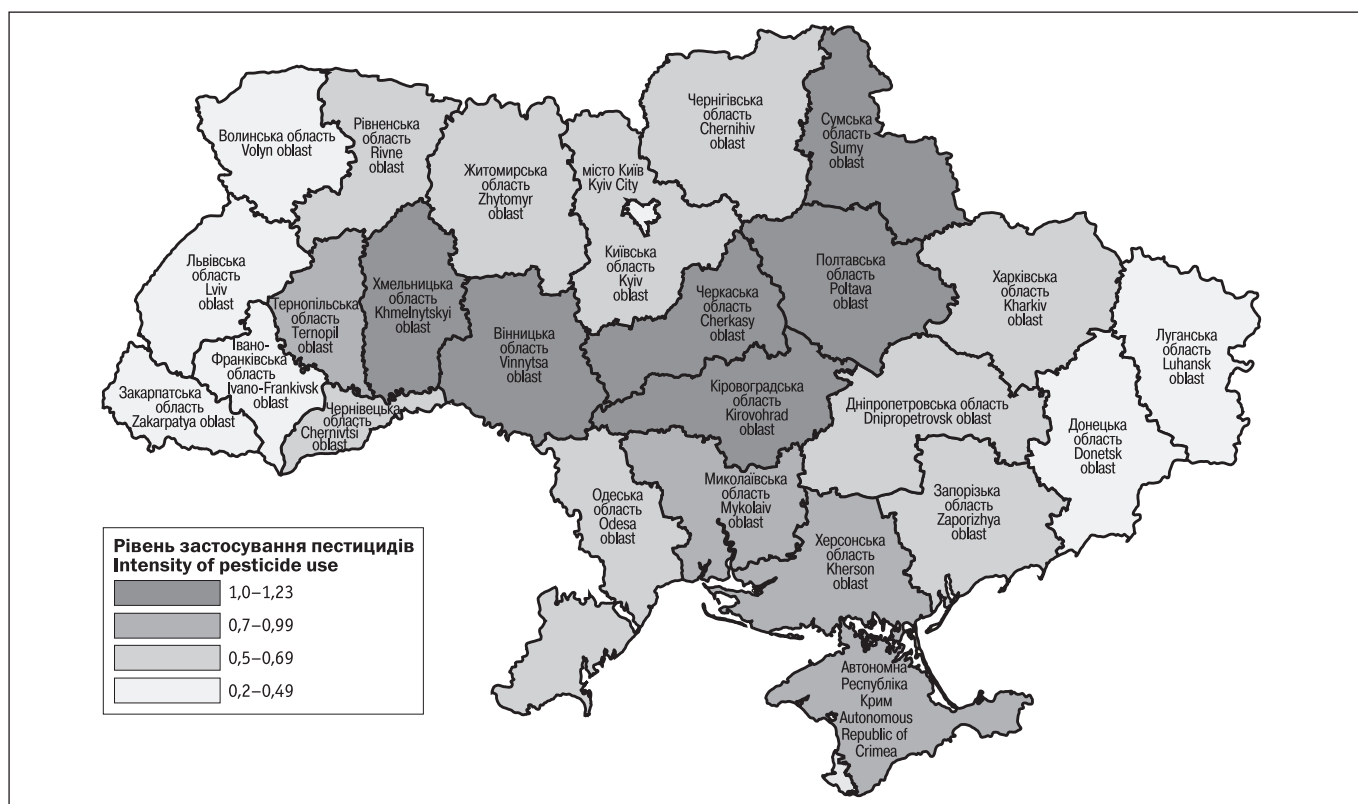 Чернігівська
область
Chernihiv
oblast
Сумська
область
Sumy
oblast
Волинська область
Volyn oblast
Рівненська
область
Rivne
oblast
Житомирська
область
Zhytomyr
oblast
місто Київ
Kyiv City
Київська
область
Kyiv
oblast
Львівська
область
Lviv
oblast
Тернопільська
область
Ternopil
oblast
Хмельницька
область
Khmelnytskyi
oblast
Вінницька
область
Vinnytsa
oblast
Черкаська
область
Cherkasy
oblast
Полтавська
область
Poltava
oblast
Харківська
область
Kharkiv
oblast
Луганська
область
Luhansk
oblast
Івано-
Франківська
область
Ivano-Frankivsk
oblast
Закарпатська
область
Zakarpatya oblast
Чернівецька
область
Chernivtsi
oblast
Кіровоградська
область
Kirovohrad
oblast
Дніпропетровська область
Dnipropetrovsk oblast
Донецька
область
Donetsk
oblast
Одеська
область
Odesa
oblast
Миколаївська
область
Mykolaiv
oblast
Запорізька
область
Zaporizhya
oblast
Херсонська
область
Kherson
oblast
Автономна
Республіка
Крим
Autonomous
Republic of
Crimea
Рівень застосування пестицидів
Intensity of pesticide use
1,0–1,23
0,7–0,99
0,5–0,69
0,2–0,49